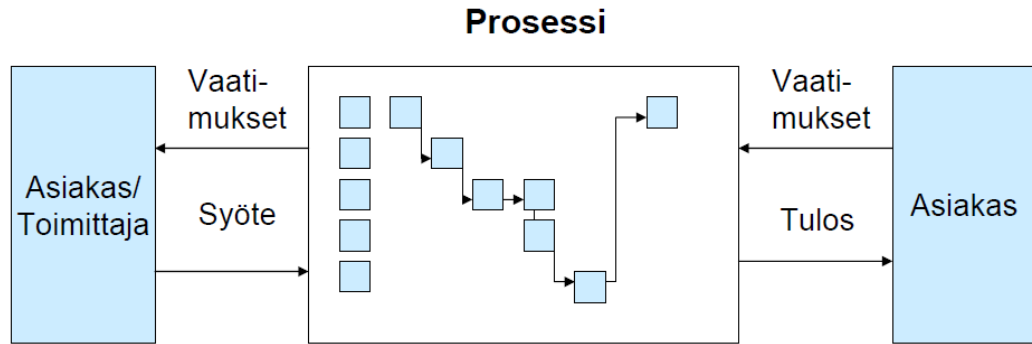 Prosessi
Vaati-
mukset
Asiakas/
Toimittaja
Syöte
Vaati-
mukset
Tulos
Asiakas